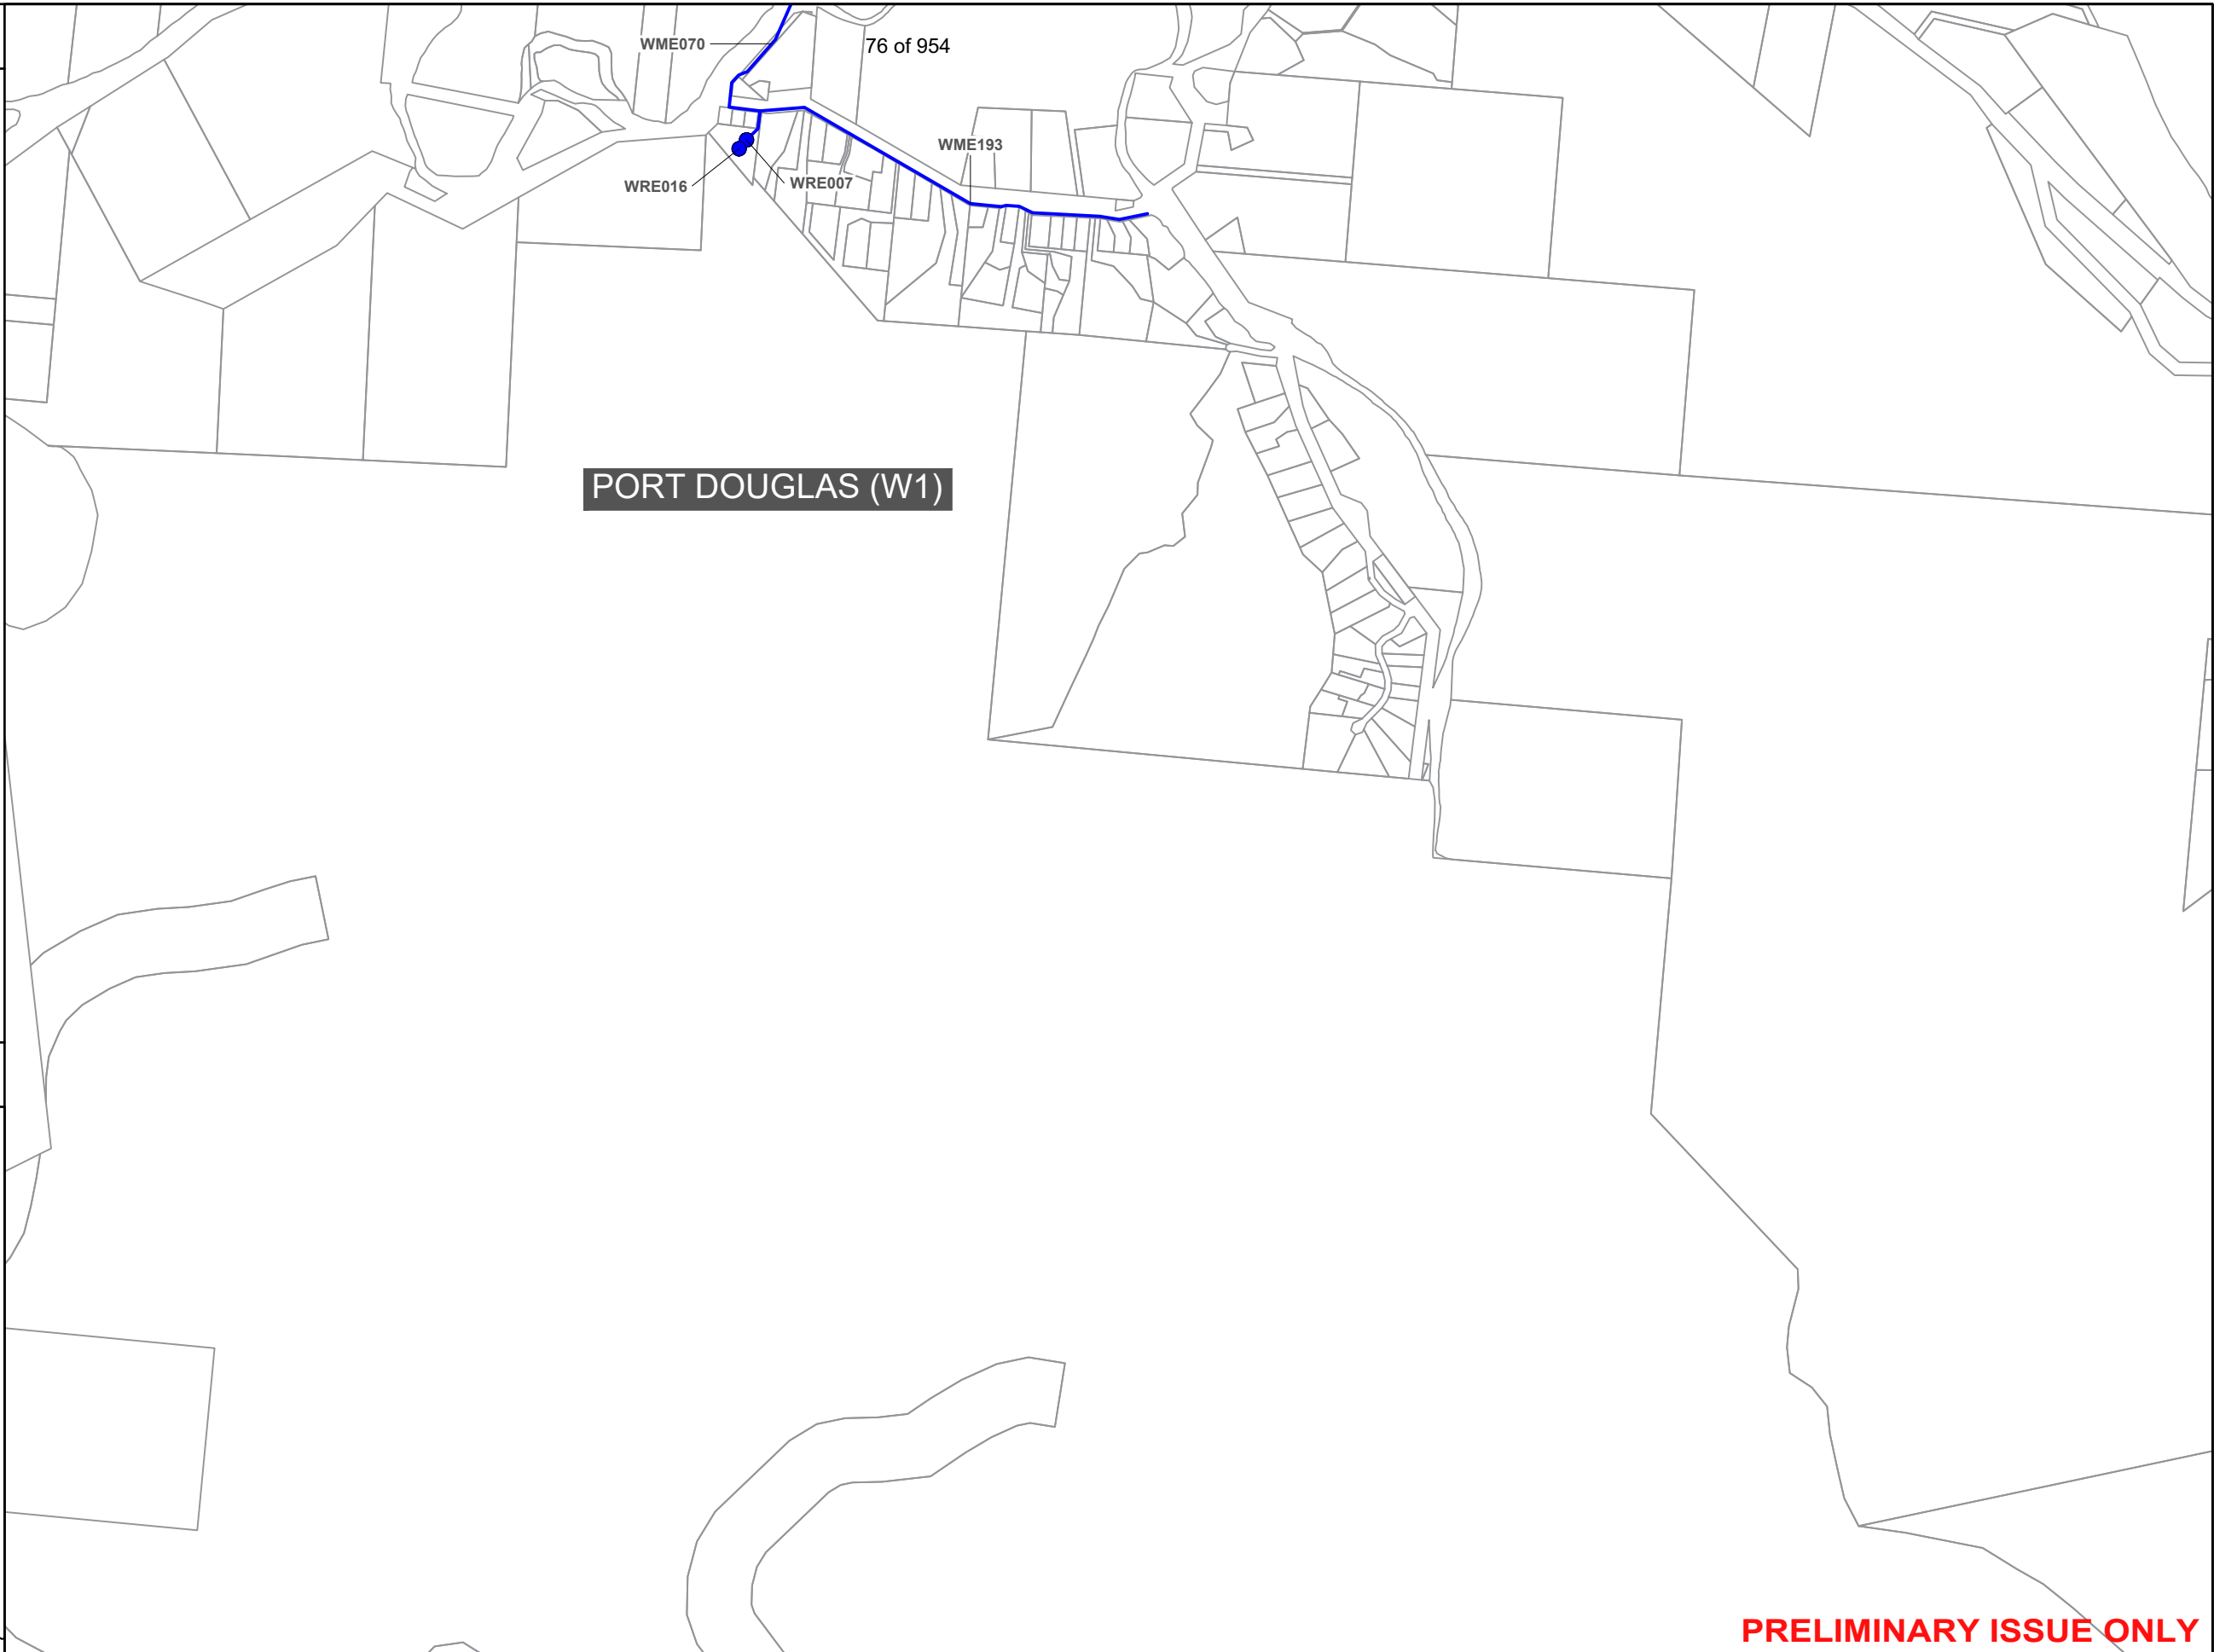 WME070
76 of 954
WME193
WRE016
WRE007
PORT DOUGLAS (W1)
PRELIMINARY ISSUE ONLY